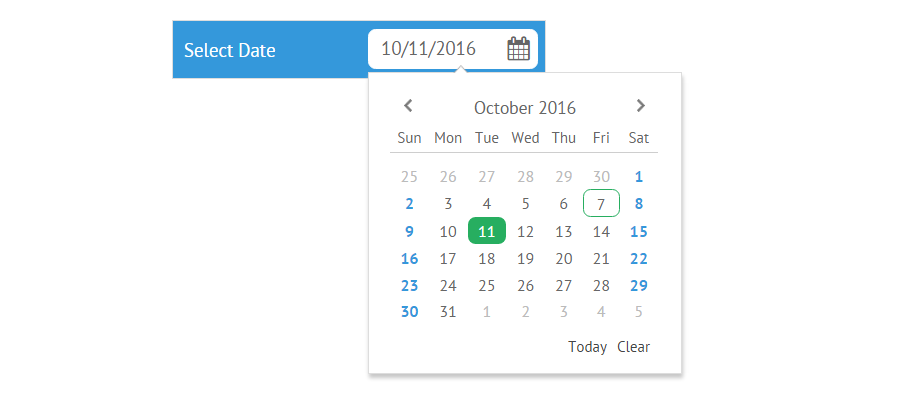 Select Date 10/11/2016
October 2016
Sun Mon Tue Wed Thu Fri Sat
25 26 27 28 29 30 1
2 3 4 5 6 7 8
9 10 11 12 13 14 15
16 17 18 19 20 21 22
23 24 25 26 27 28 29
30 31 1 2 3 4 5
Today Clear